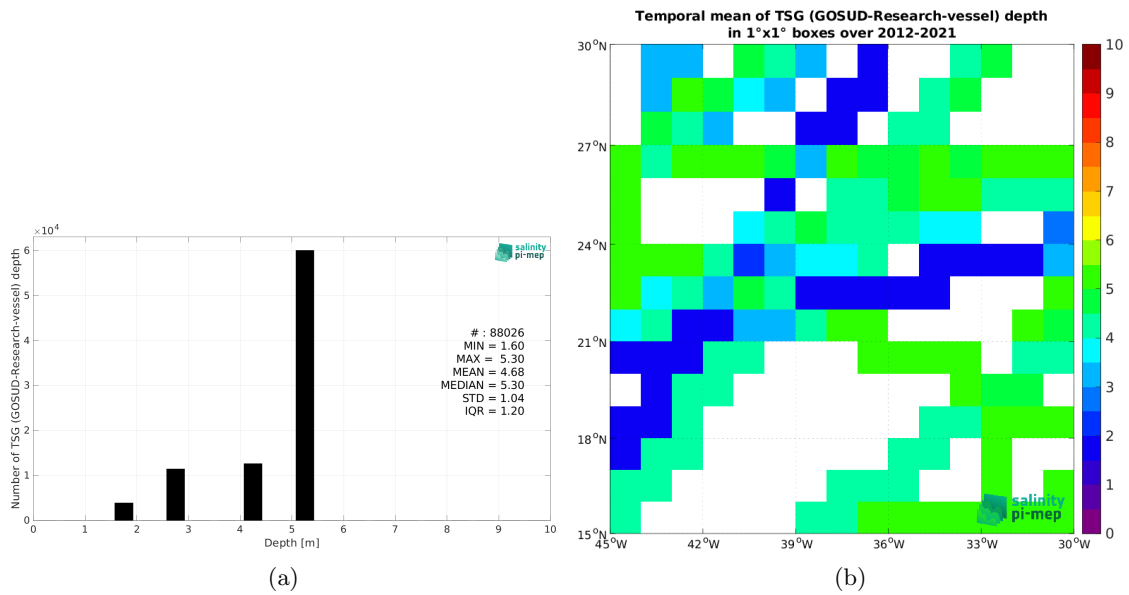 ×10⁴
6
5
4
3
2
1
0
Number of TSG (GOSUD-Research-vessel) depth
0 1 2 3 4 5 6 7 8 9 10
Depth [m]
salinity
pi-mep
# : 88026
MIN = 1.60
MAX = 5.30
MEAN = 4.68
MEDIAN = 5.30
STD = 1.04
IQR = 1.20
(a)
Temporal mean of TSG (GOSUD-Research-vessel) depth
in 1°x1° boxes over 2012-2021
30°N
27°N
24°N
21°N
18°N
15°N
45°W 42°W 39°W 36°W 33°W 30°W
salinity
pi-mep
10
9
8
7
6
5
4
3
2
1
0
(b)